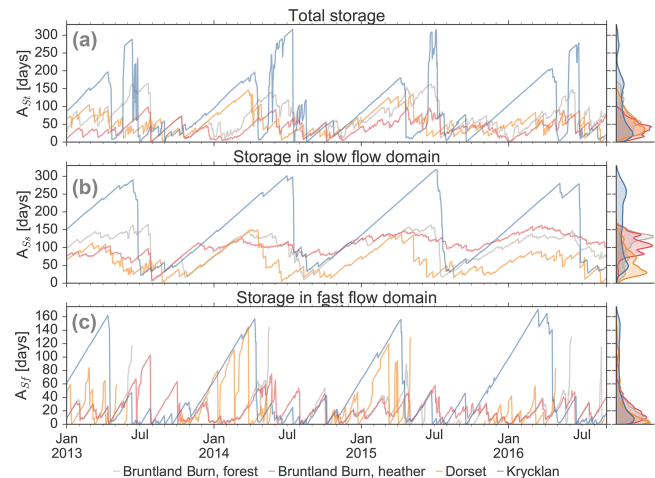 Total storage
(a)
A_St [days]
300
250
200
150
100
50
0
Storage in slow flow domain
(b)
A_Ss [days]
300
250
200
150
100
50
0
Storage in fast flow domain
(c)
A_Sf [days]
160
140
120
100
80
60
40
20
0
Jan Jul Jan Jul Jan Jul Jan Jul
2013 2014 2015 2016
Bruntland Burn, forest Bruntland Burn, heather Dorset Krycklan